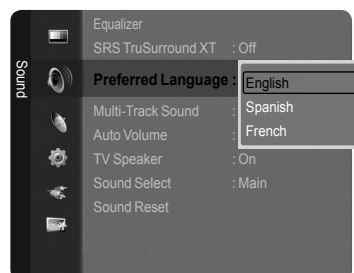 Sound
Equalizer
SRS TruSurround XT : Off
Preferred Language : English
Spanish
French
Multi-Track Sound :
Auto Volume :
TV Speaker : On
Sound Select : Main
Sound Reset